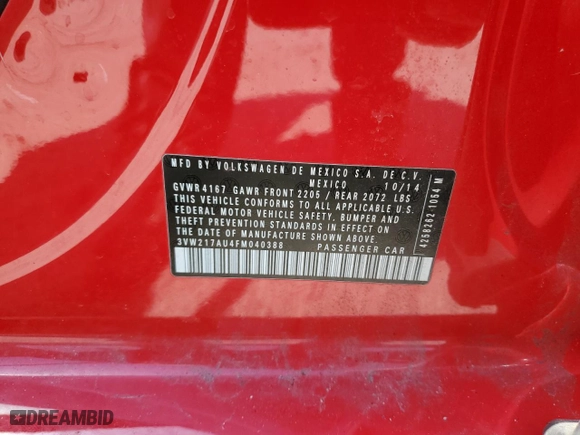 MFD BY VOLKSWAGEN DE MEXICO S.A. DE C.V.
MEXICO 10/14
GVWR 4167 GAWR FRONT 2205 / REAR 2072 LBS
THIS VEHICLE CONFORMS TO ALL APPLICABLE U.S.
FEDERAL MOTOR VEHICLE SAFETY, BUMPER AND
THEFT PREVENTION STANDARDS IN EFFECT ON
THE DATE OF MANUFACTURE SHOWN ABOVE.
3VW217AU4FM040388 PASSENGER CAR
4258262 1054 M
DREAMBID